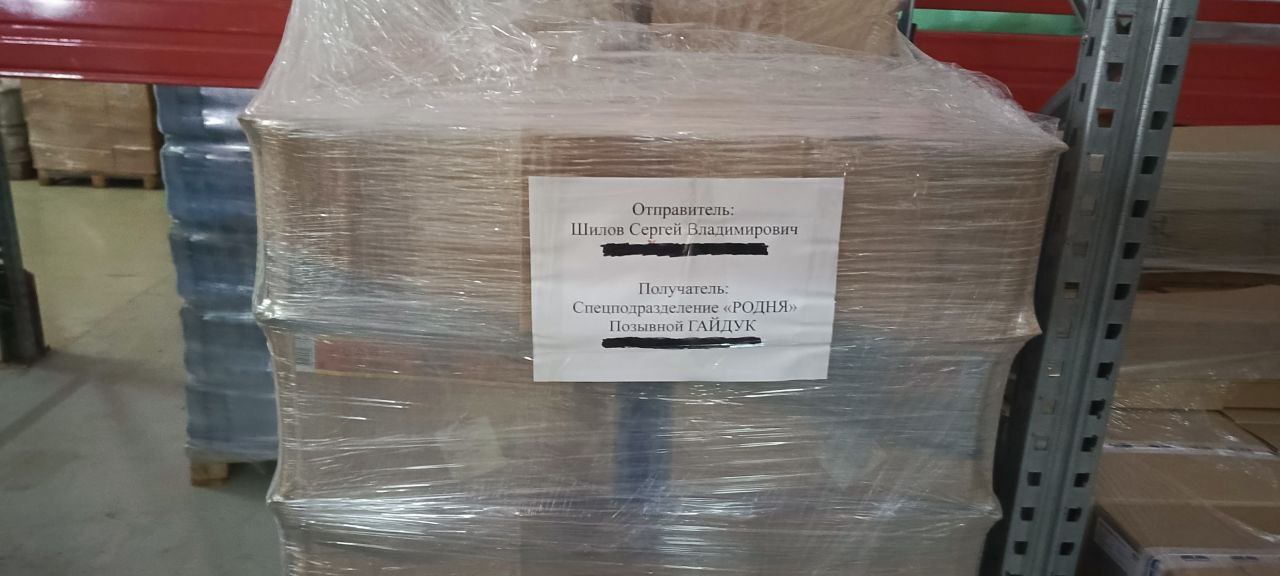 Отправитель:
Шилов Сергей Владимирович
Получатель:
Спецподразделение «РОДНЯ»
Позывной ГАЙДУК